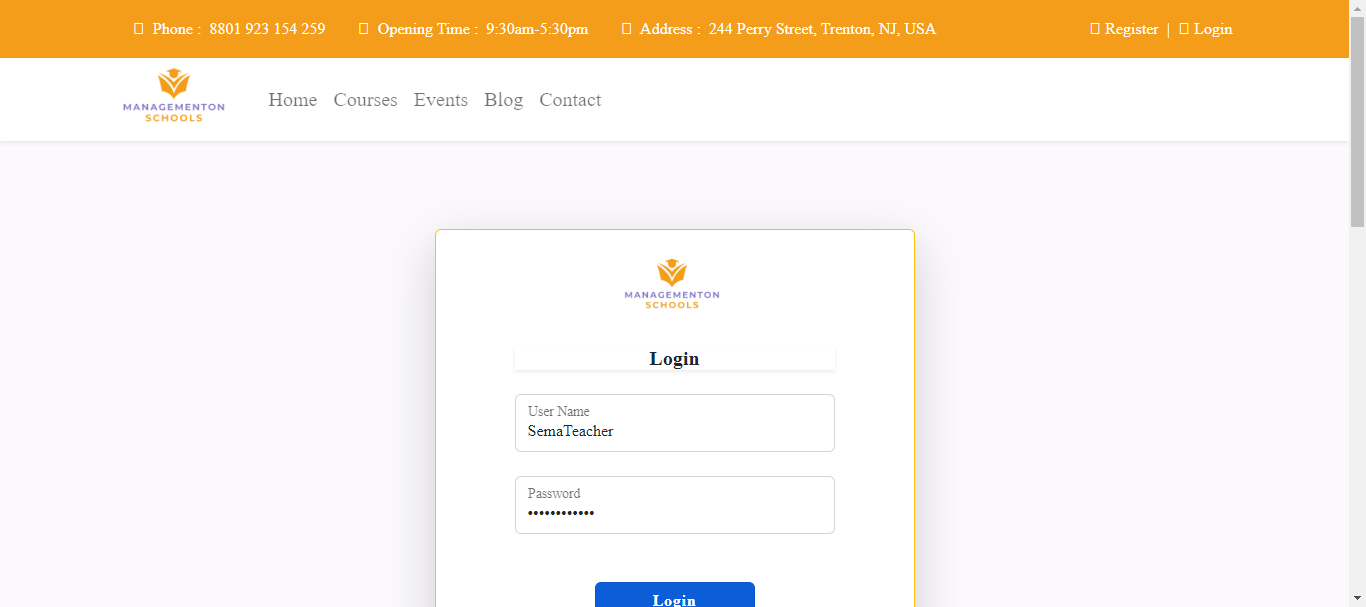 Phone : 8801 923 154 259 Opening Time : 9:30am-5:30pm Address : 244 Perry Street, Trenton, NJ, USA Register | Login
MANAGEMENTON
SCHOOLS
Home Courses Events Blog Contact
MANAGEMENTON
SCHOOLS
Login
User Name
SemaTeacher
Password
••••••••••••
Login